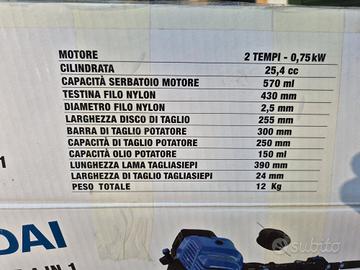 MOTORE 2 TEMPI - 0,75kW
CILINDRATA 25,4 cc
CAPACITÀ SERBATOIO MOTORE 570 ml
TESTINA FILO NYLON 430 mm
DIAMETRO FILO NYLON 2,5 mm
LARGHEZZA DISCO DI TAGLIO 255 mm
BARRA DI TAGLIO POTATORE 300 mm
CAPACITÀ DI TAGLIO POTATORE 250 mm
CAPACITÀ OLIO POTATORE 150 ml
LUNGHEZZA LAMA TAGLIASIEPI 390 mm
LARGHEZZA DI TAGLIO TAGLIASIEPI 24 mm
PESO TOTALE 12 Kg
1
DAI
IN 1
subito